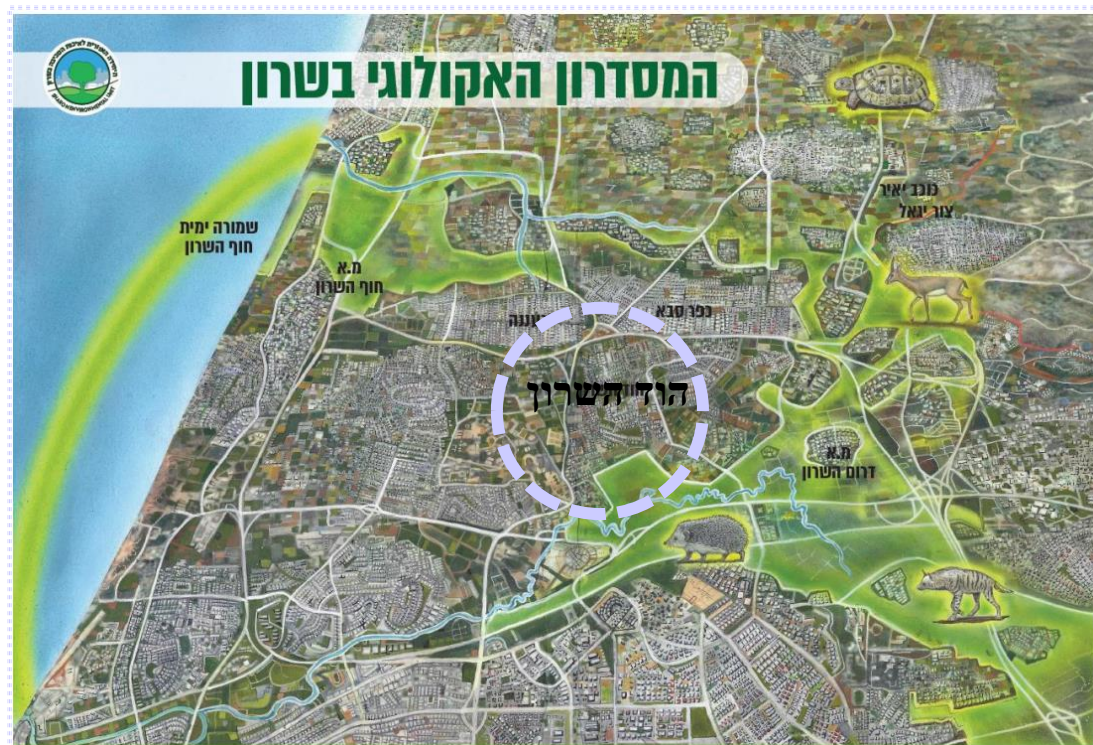 המסדרון האקולוגי בשרון
כוכב יאיר
צור יגאל
שמורה ימית
חוף השרון
מ.א
חוף השרון
כפר סבא
הוד השרון
מ.א
דרום השרון